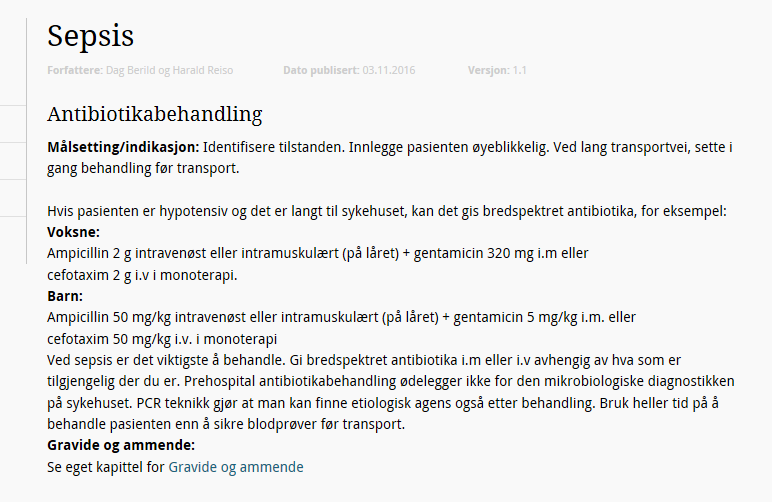 Sepsis
Forfattere: Dag Berild og Harald Reiso Dato publisert: 03.11.2016 Versjon: 1.1
Antibiotikabehandling
Målsetting/indikasjon: Identifisere tilstanden. Innlegge pasienten øyeblikkelig. Ved lang transportvei, sette i
gang behandling før transport.
Hvis pasienten er hypotensiv og det er langt til sykehuset, kan det gis bredspektret antibiotika, for eksempel:
Voksne:
Ampicillin 2 g intravenøst eller intramuskulært (på låret) + gentamicin 320 mg i.m eller
cefotaxim 2 g i.v i monoterapi.
Barn:
Ampicillin 50 mg/kg intravenøst eller intramuskulært (på låret) + gentamicin 5 mg/kg i.m. eller
cefotaxim 50 mg/kg i.v. i monoterapi
Ved sepsis er det viktigste å behandle. Gi bredspektret antibiotika i.m eller i.v avhengig av hva som er
tilgjengelig der du er. Prehospital antibiotikabehandling ødelegger ikke for den mikrobiologiske diagnostikken
på sykehuset. PCR teknikk gjør at man kan finne etiologisk agens også etter behandling. Bruk heller tid på å
behandle pasienten enn å sikre blodprøver før transport.
Gravide og ammende:
Se eget kapittel for Gravide og ammende